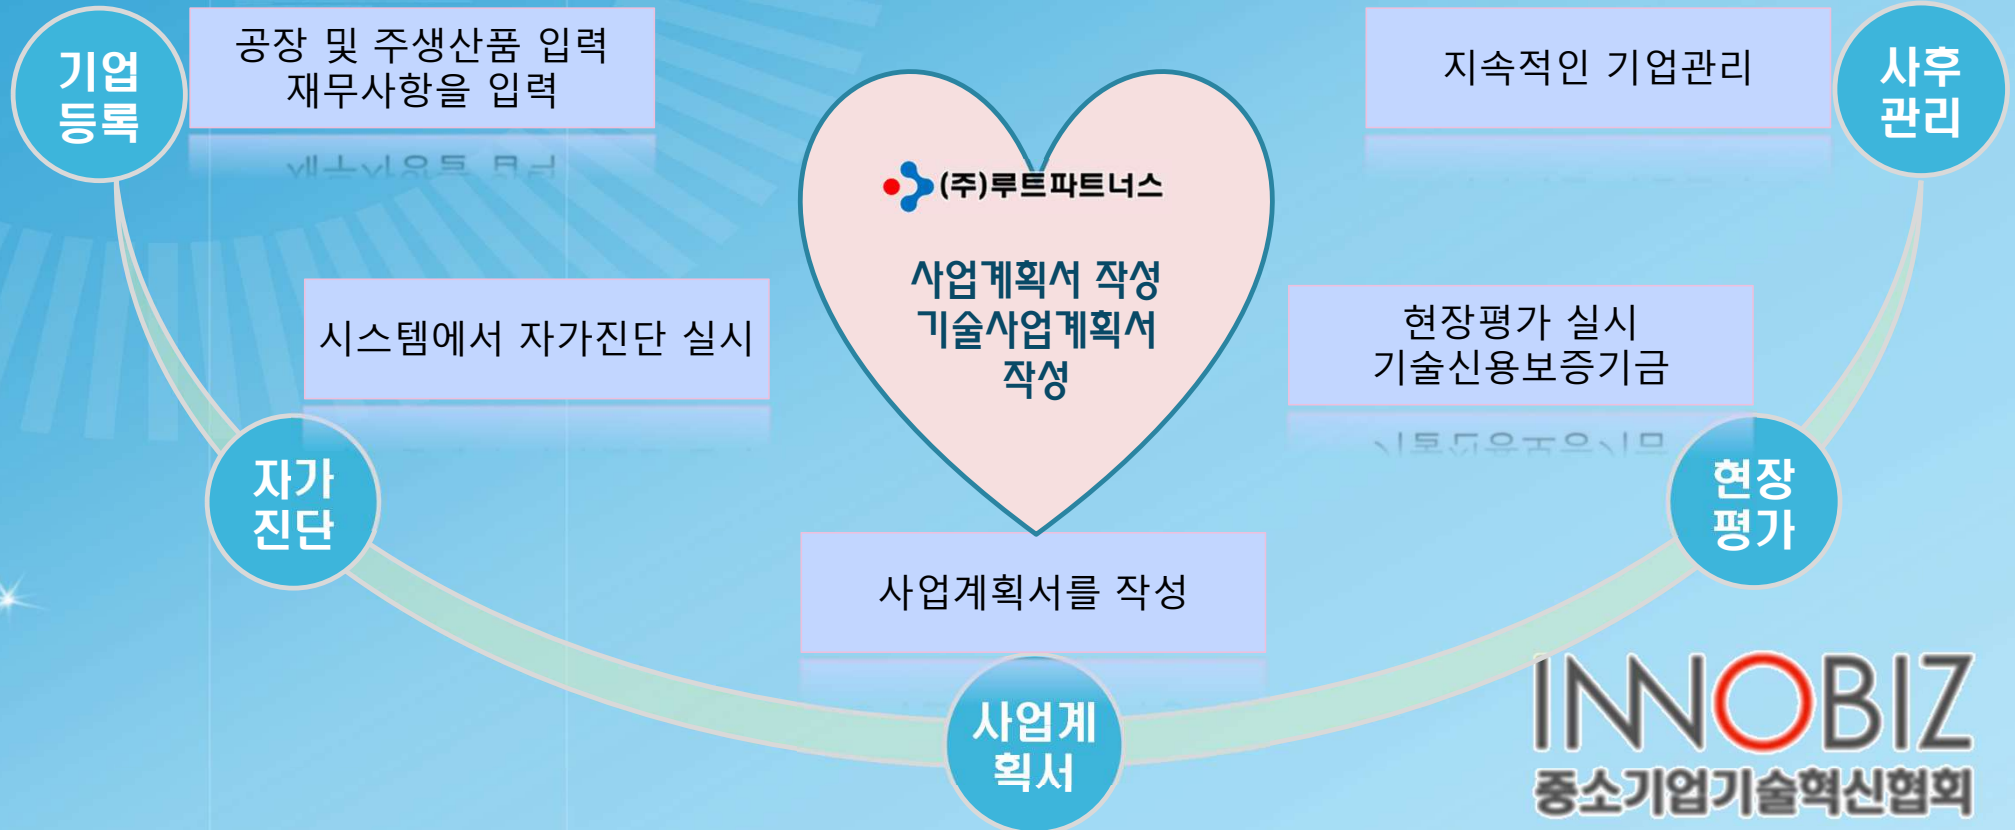 기업
등록
공장 및 주생산품 입력
재무사항을 입력
지속적인 기업관리
사후
관리
(주)루트파트너스
사업계획서 작성
기술사업계획서
작성
시스템에서 자가진단 실시
현장평가 실시
기술신용보증기금
자가
진단
현장
평가
사업계획서를 작성
사업계
획서
INNOBIZ
중소기업기술혁신협회